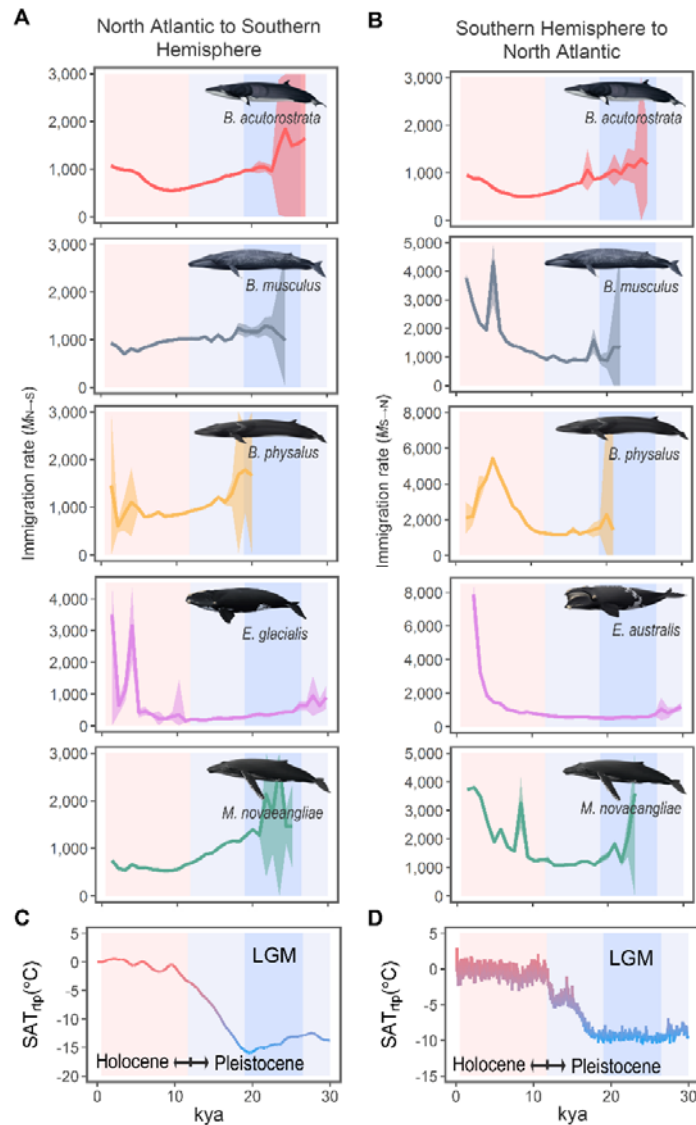 A
North Atlantic to Southern
Hemisphere
Immigration rate (MN→S)
3,000
2,000
1,000
0
B. acutorostrata
3,000
2,000
1,000
0
B. musculus
3,000
2,000
1,000
0
B. physalus
4,000
3,000
2,000
1,000
0
E. glacialis
3,000
2,000
1,000
0
M. novaeangliae
B
Southern Hemisphere to
North Atlantic
Immigration rate (MS→N)
3,000
2,000
1,000
0
B. acutorostrata
5,000
4,000
3,000
2,000
1,000
0
B. musculus
8,000
6,000
4,000
2,000
0
B. physalus
8,000
6,000
4,000
2,000
0
E. australis
5,000
4,000
3,000
2,000
1,000
0
M. novaeangliae
C
SATrtp(°C)
5
0
-5
-10
-15
-20
LGM
Holocene
Pleistocene
0
10
20
30
kya
D
SATrtp(°C)
5
0
-5
-10
-15
LGM
Holocene
Pleistocene
0
10
20
30
kya